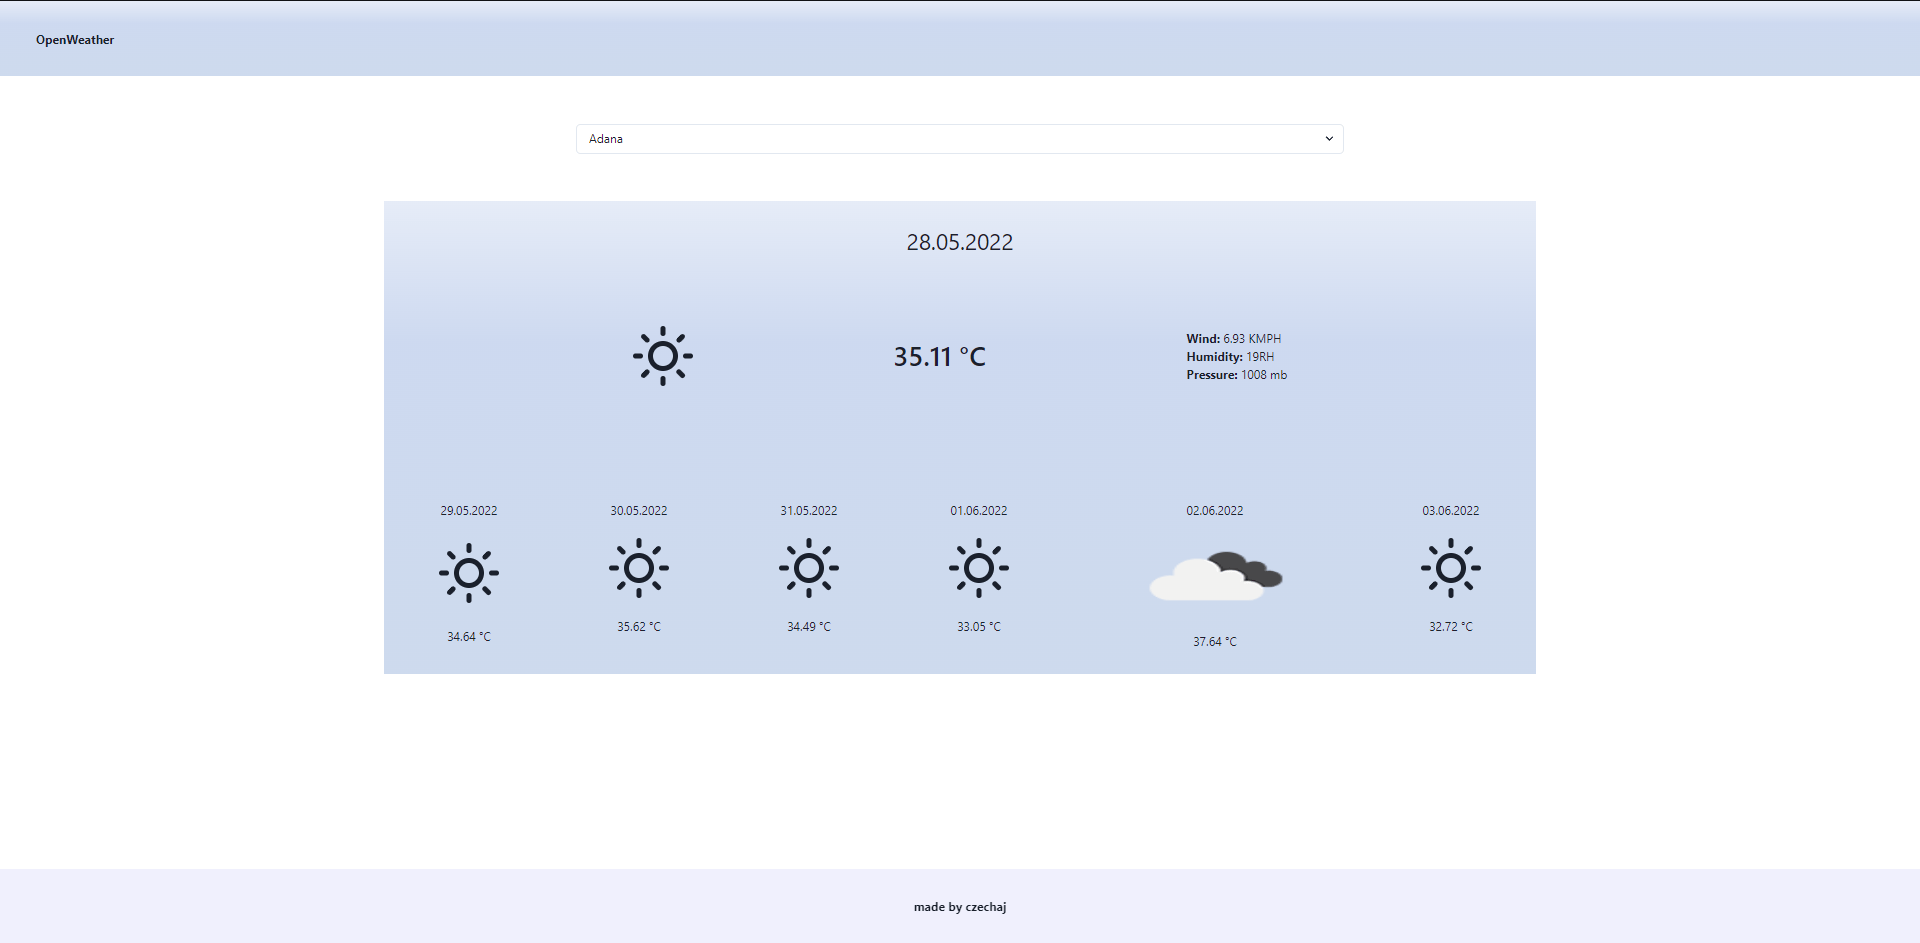 OpenWeather
Adana
28.05.2022
35.11 °C
Wind: 6.93 KMPH
Humidity: 19RH
Pressure: 1008 mb
29.05.2022
30.05.2022
31.05.2022
01.06.2022
02.06.2022
03.06.2022
34.64 °C
35.62 °C
34.49 °C
33.05 °C
37.64 °C
32.72 °C
made by czechaj